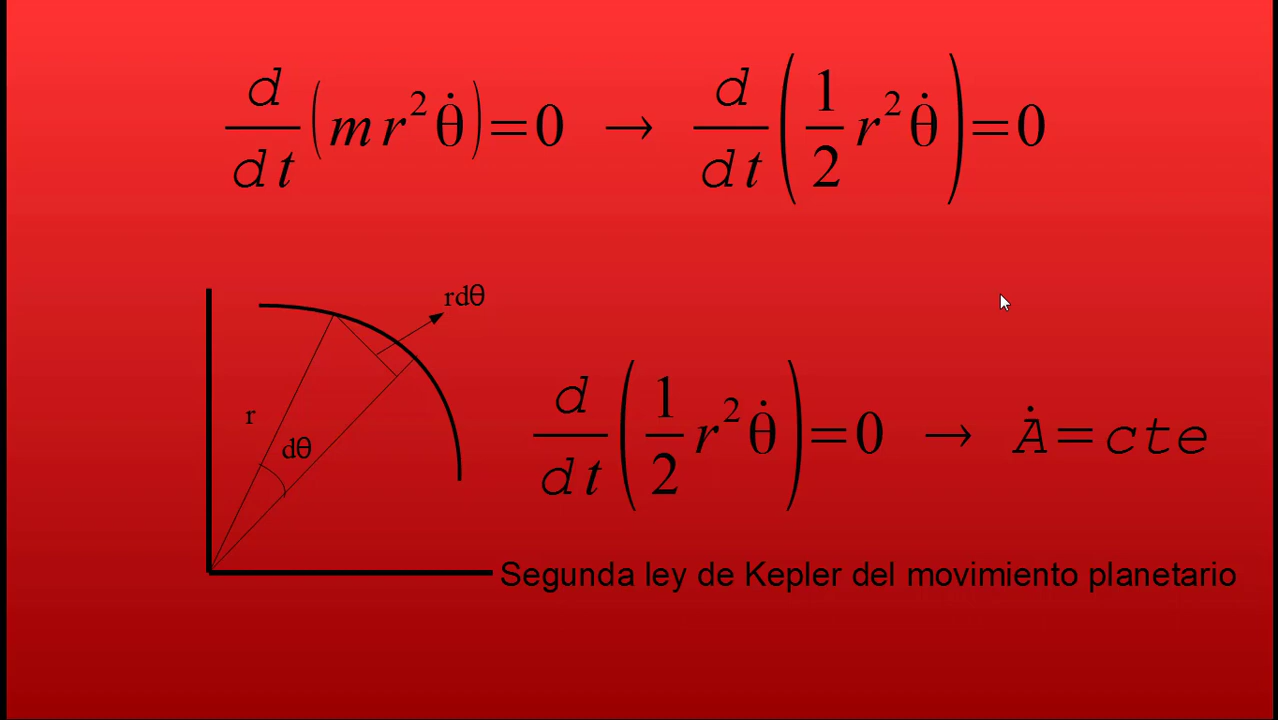 d/dt (m r² θ̇) = 0 → d/dt (1/2 r² θ̇) = 0
rdθ
r
dθ
d/dt (1/2 r² θ̇) = 0 → Ȧ = cte
Segunda ley de Kepler del movimiento planetario